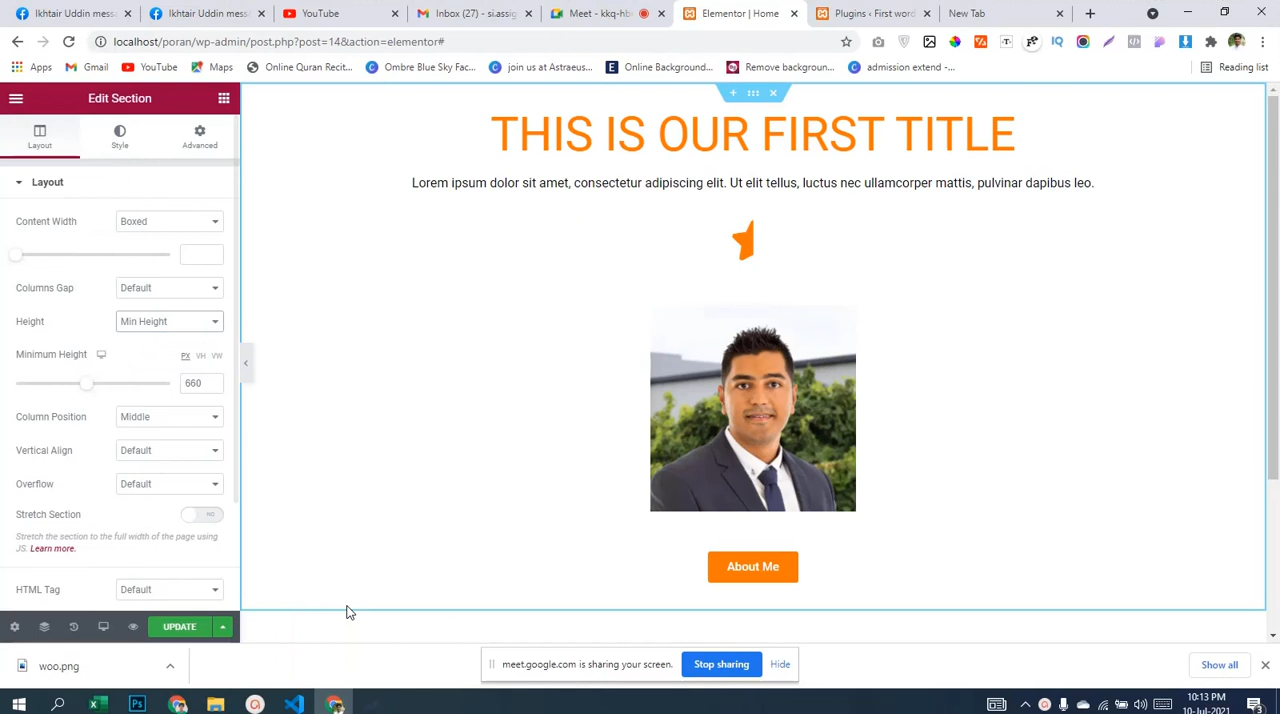 Ikhtair Uddin mess
Ikhtair Uddin mess
YouTube
Inbox (27) - si.assig
Meet - kkq-hb
Elementor | Home
Plugins ‹ First word
New Tab
localhost/poran/wp-admin/post.php?post=14&action=elementor#
Apps
Gmail
YouTube
Maps
Online Quran Recit...
Ombre Blue Sky Fac...
join us at Astraeus...
Online Background...
Remove backgroun...
admission extend -...
Reading list
Edit Section
Layout
Style
Advanced
Layout
Content Width
Boxed
Columns Gap
Default
Height
Min Height
Minimum Height
PX VH VW
660
Column Position
Middle
Vertical Align
Default
Overflow
Default
Stretch Section
NO
Stretch the section to the full width of the page using
JS. Learn more.
HTML Tag
Default
UPDATE
THIS IS OUR FIRST TITLE
Lorem ipsum dolor sit amet, consectetur adipiscing elit. Ut elit tellus, luctus nec ullamcorper mattis, pulvinar dapibus leo.
About Me
woo.png
meet.google.com is sharing your screen.
Stop sharing
Hide
Show all
10:13 PM
10-Jul-2021